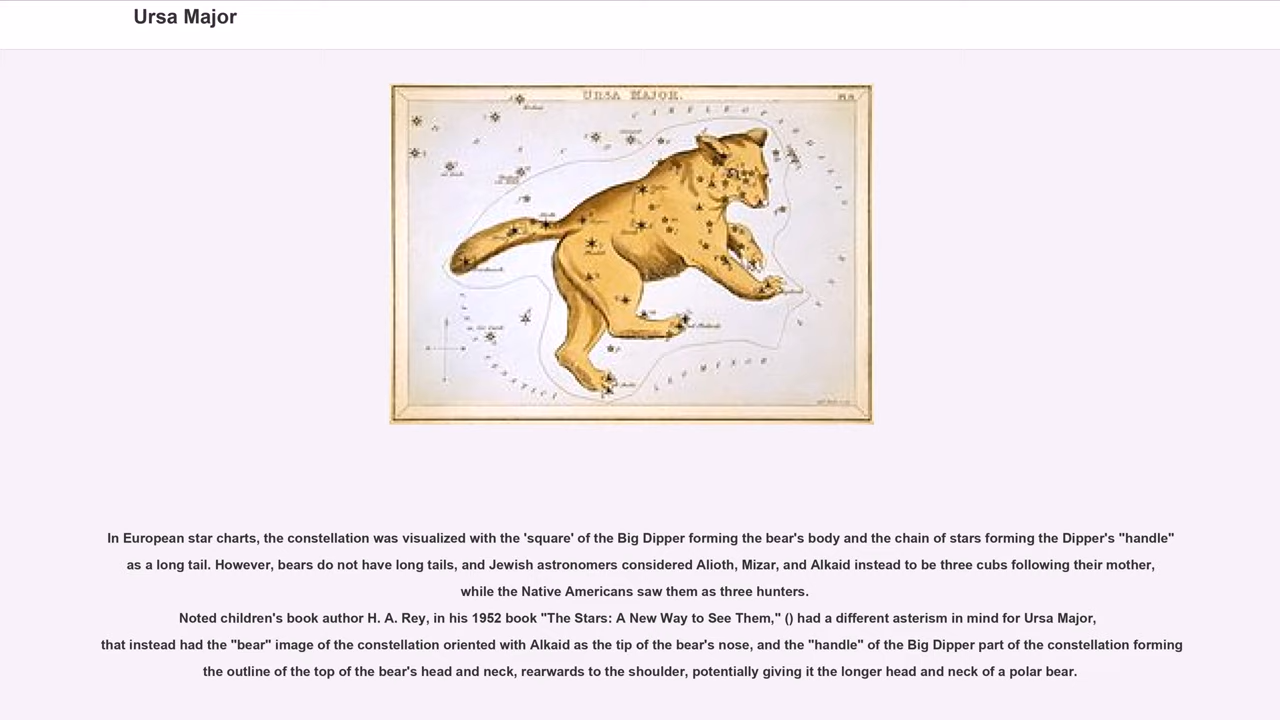 Ursa Major
URSA MAJOR.
In European star charts, the constellation was visualized with the 'square' of the Big Dipper forming the bear's body and the chain of stars forming the Dipper's "handle"
as a long tail. However, bears do not have long tails, and Jewish astronomers considered Alioth, Mizar, and Alkaid instead to be three cubs following their mother,
while the Native Americans saw them as three hunters.
Noted children's book author H. A. Rey, in his 1952 book "The Stars: A New Way to See Them," () had a different asterism in mind for Ursa Major,
that instead had the "bear" image of the constellation oriented with Alkaid as the tip of the bear's nose, and the "handle" of the Big Dipper part of the constellation forming
the outline of the top of the bear's head and neck, rearwards to the shoulder, potentially giving it the longer head and neck of a polar bear.